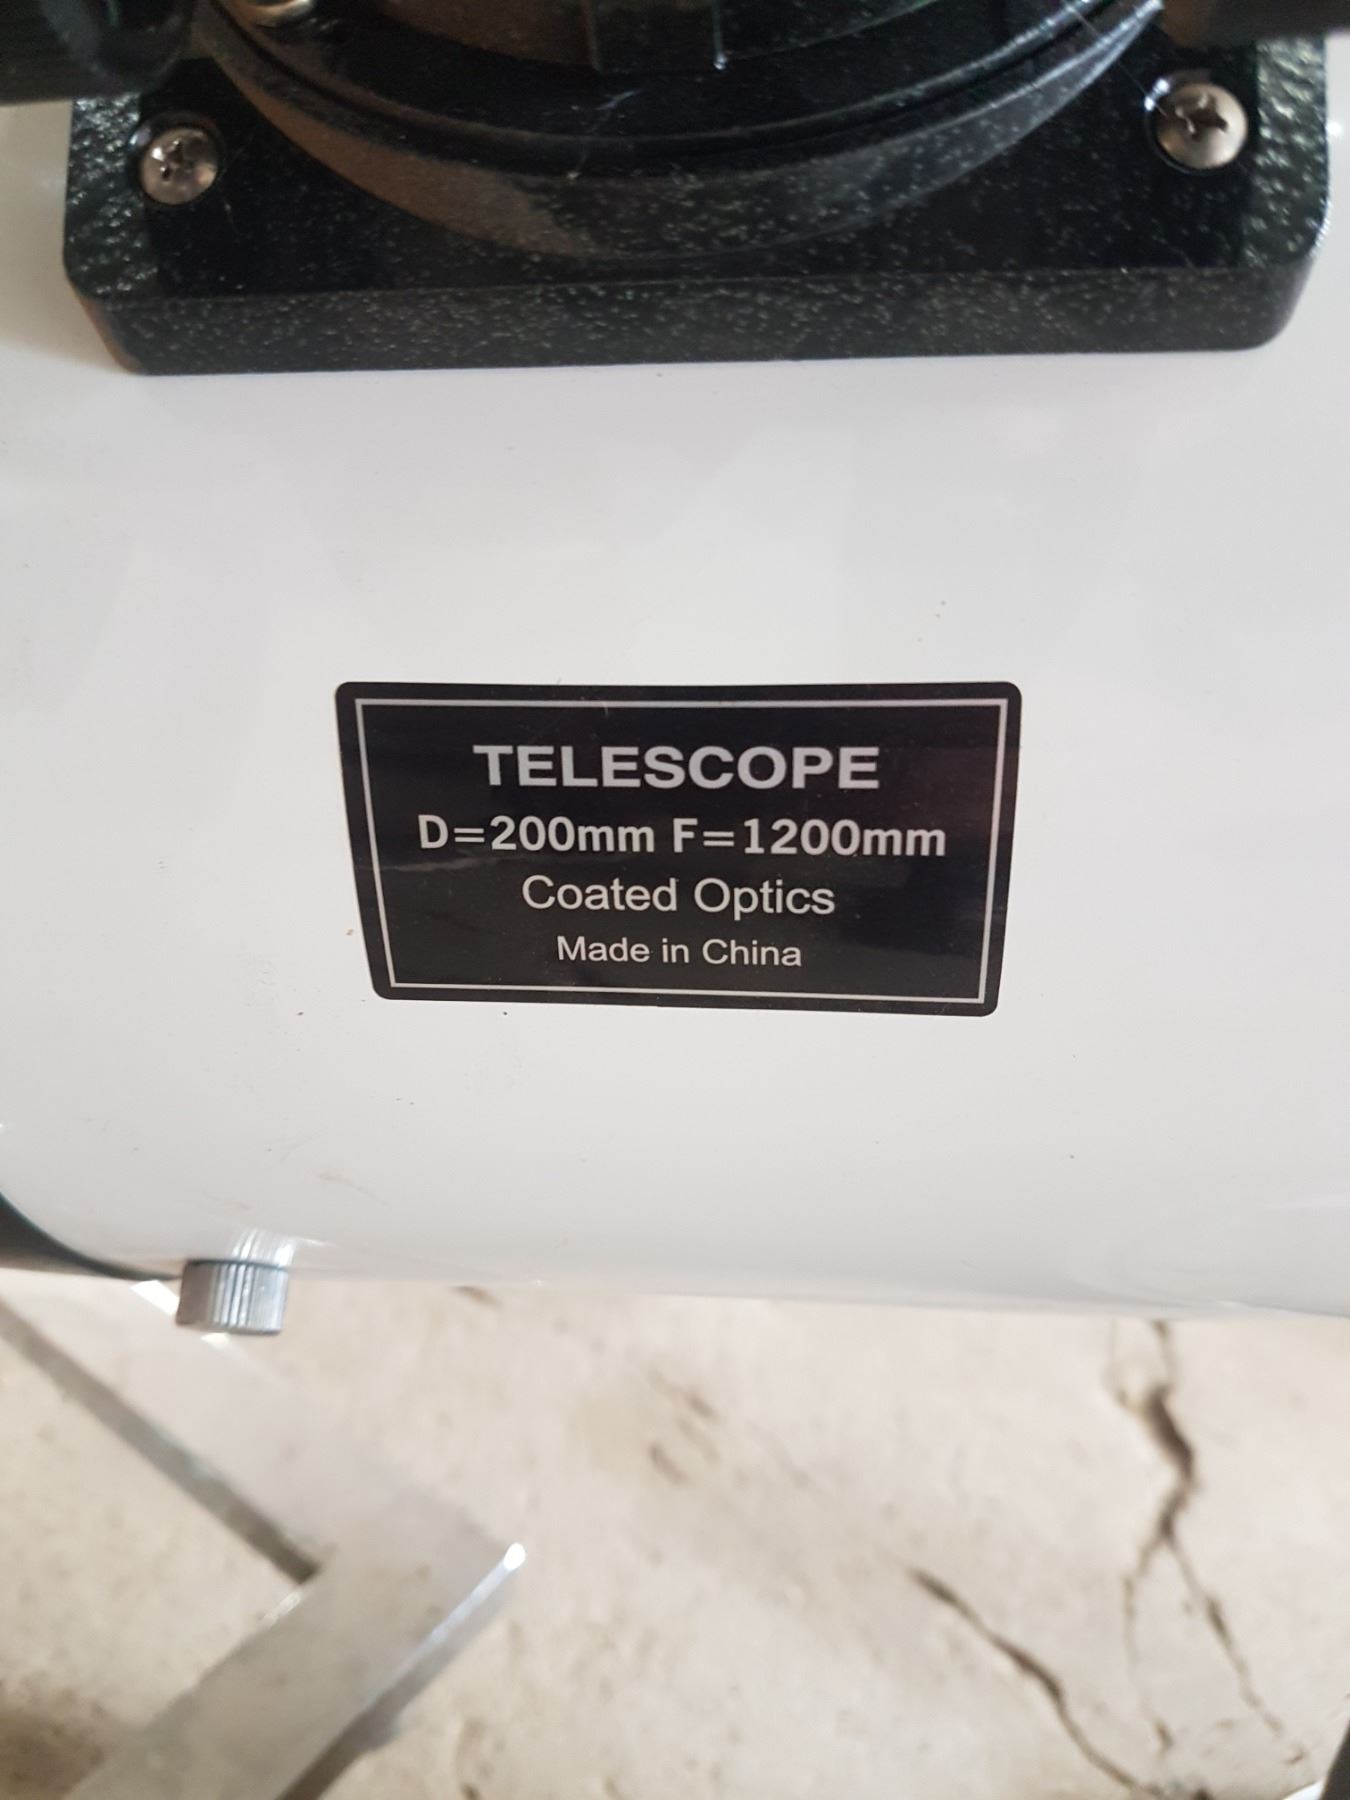 TELESCOPE
D=200mm F=1200mm
Coated Optics
Made in China